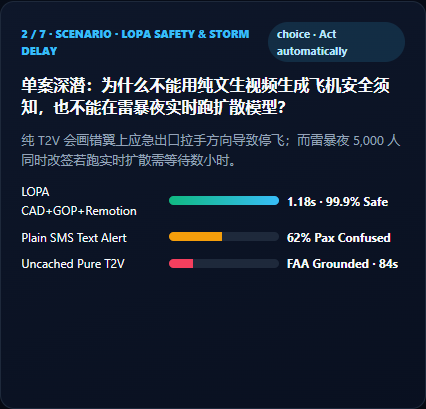 2 / 7 · SCENARIO · LOPA SAFETY & STORM
DELAY
choice · Act
automatically
单案深潜：为什么不能用纯文生视频生成飞机安全须
知，也不能在雷暴夜实时跑扩散模型？
纯 T2V 会画错翼上应急出口拉手方向导致停飞；而雷暴夜 5,000 人
同时改签若跑实时扩散需等待数小时。
LOPA
CAD+GOP+Remotion
1.18s · 99.9% Safe
Plain SMS Text Alert
62% Pax Confused
Uncached Pure T2V
FAA Grounded · 84s